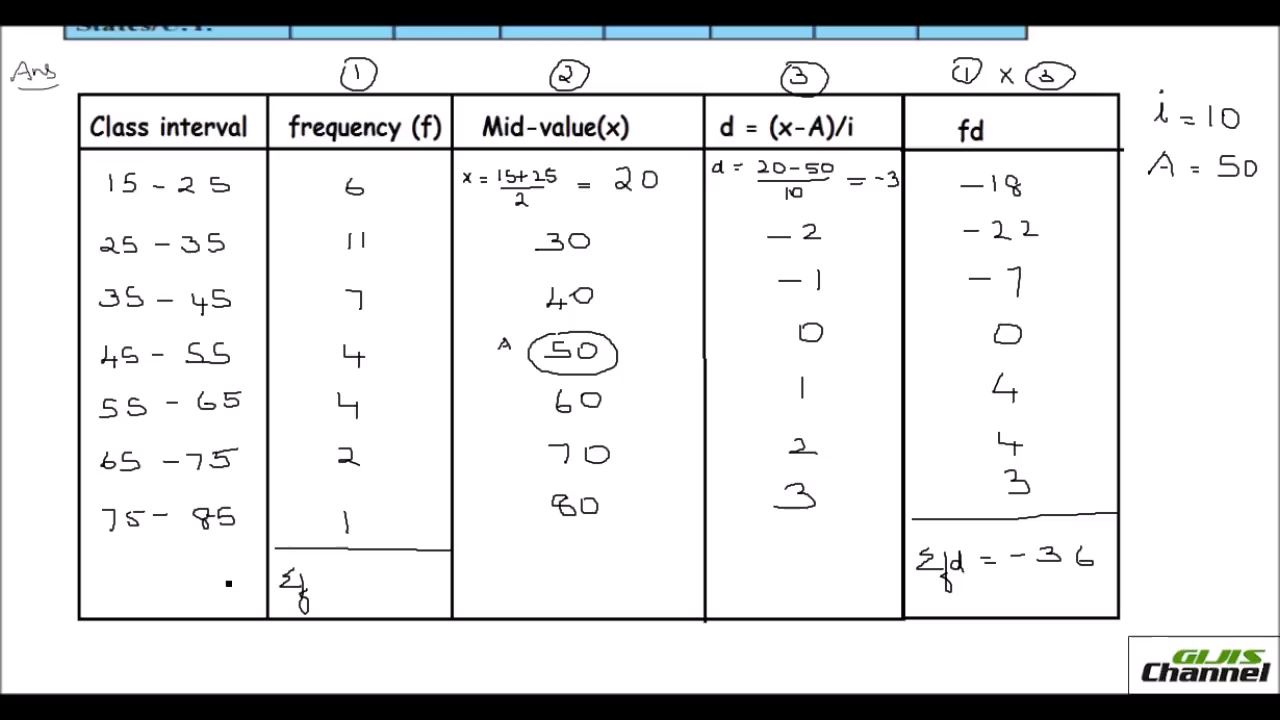 States/U.T.
Ans
① ② ③ ① × ③
Class interval frequency (f) Mid-value(x) d = (x-A)/i fd
15 - 25 6 x = 15+25/2 = 20 d = 20-50/10 = -3 -18
25 - 35 11 30 -2 -22
35 - 45 7 40 -1 -7
45 - 55 4 A 50 0 0
55 - 65 4 60 1 4
65 - 75 2 70 2 4
75 - 85 1 80 3 3
Σf Σfd = -36
i = 10
A = 50
GIJIS
Channel